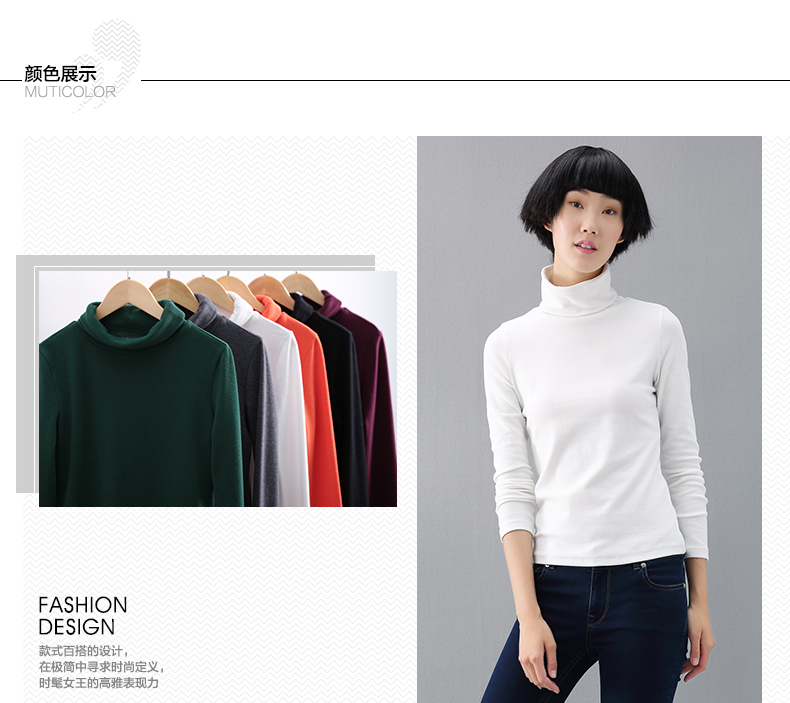 颜色展示
MUTICOLOR
FASHION
DESIGN
款式百搭的设计，
在极简中寻求时尚定义，
时髦女王的高雅表现力